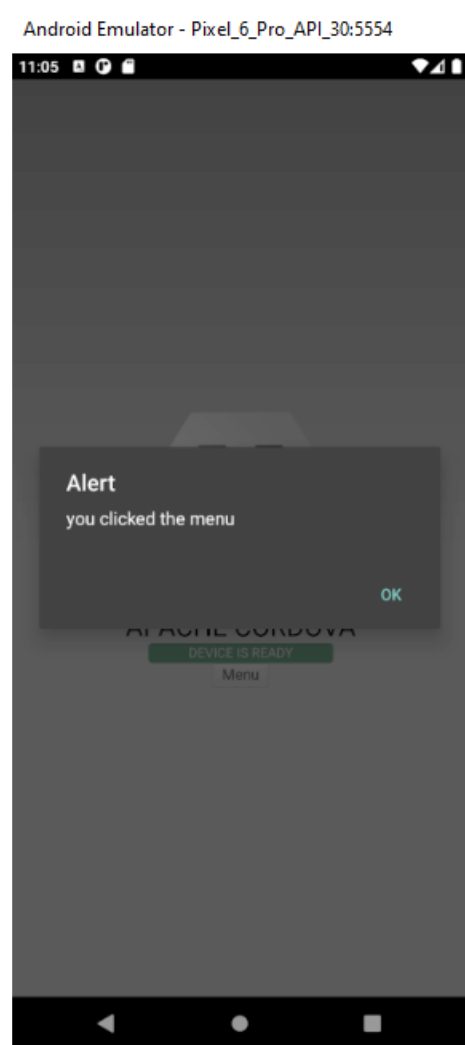 Android Emulator - Pixel_6_Pro_API_30:5554
11:05
Alert
you clicked the menu
OK
APACHE CORDOVA
DEVICE IS READY
Menu